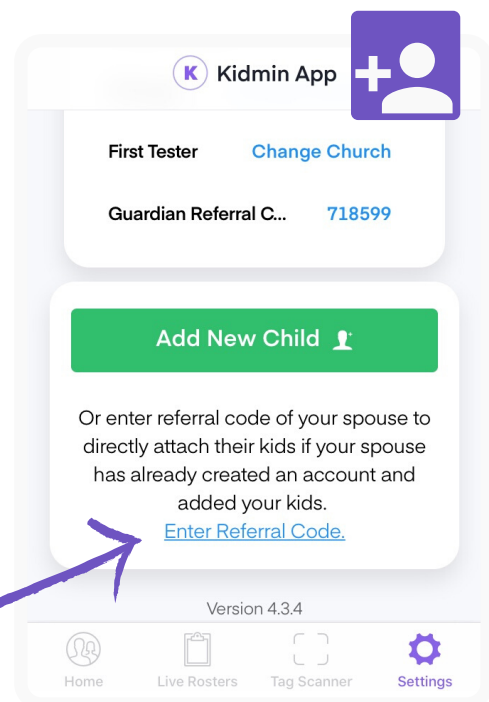 K Kidmin App
First Tester Change Church
Guardian Referral C... 718599
Add New Child
Or enter referral code of your spouse to
directly attach their kids if your spouse
has already created an account and
added your kids.
Enter Referral Code.
Version 4.3.4
Home Live Rosters Tag Scanner Settings